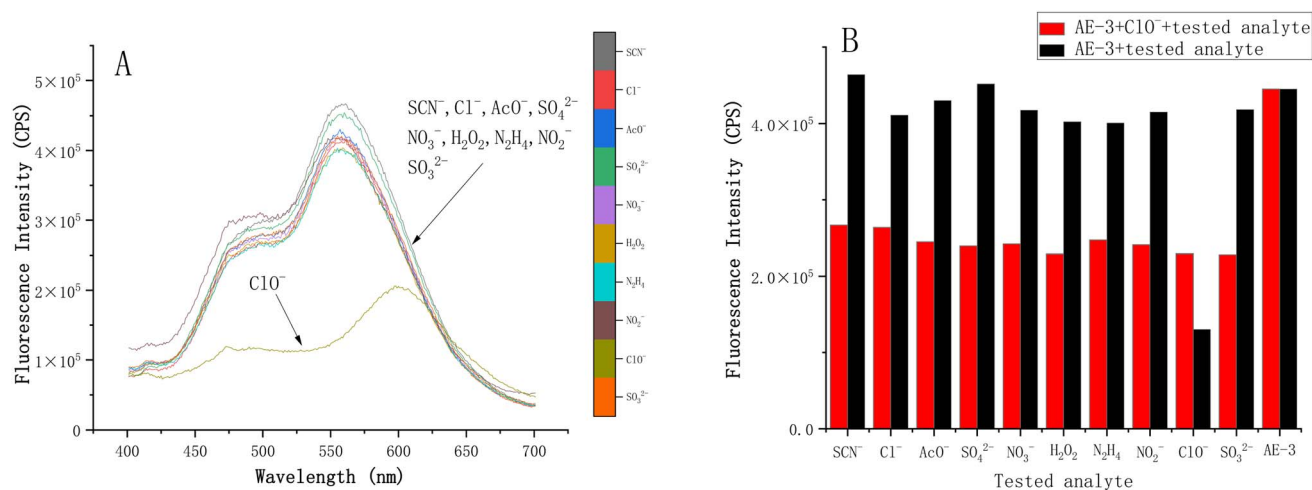 A
Fluorescence Intensity (CPS)
5×10⁵
4×10⁵
3×10⁵
2×10⁵
1×10⁵
0
400 450 500 550 600 650 700
Wavelength (nm)
SCN⁻, Cl⁻, AcO⁻, SO₄²⁻
NO₃⁻, H₂O₂, N₂H₄, NO₂⁻
SO₃²⁻
ClO⁻
SCN⁻
Cl⁻
AcO⁻
SO₄²⁻
NO₃⁻
H₂O₂
N₂H₄
NO₂⁻
ClO⁻
SO₃²⁻
B
AE-3+ClO⁻+tested analyte
AE-3+tested analyte
Fluorescence Intensity (CPS)
4.0×10⁵
2.0×10⁵
0.0
SCN⁻ Cl⁻ AcO⁻ SO₄²⁻ NO₃⁻ H₂O₂ N₂H₄ NO₂⁻ ClO⁻ SO₃²⁻ AE-3
Tested analyte